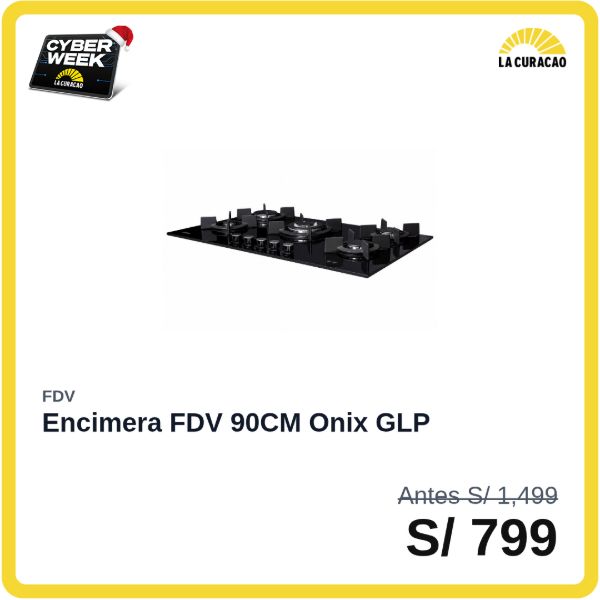 CYBER
WEEK
LA CURACAO
LA CURACAO
FDV
Encimera FDV 90CM Onix GLP
Antes S/ 1,499
S/ 799